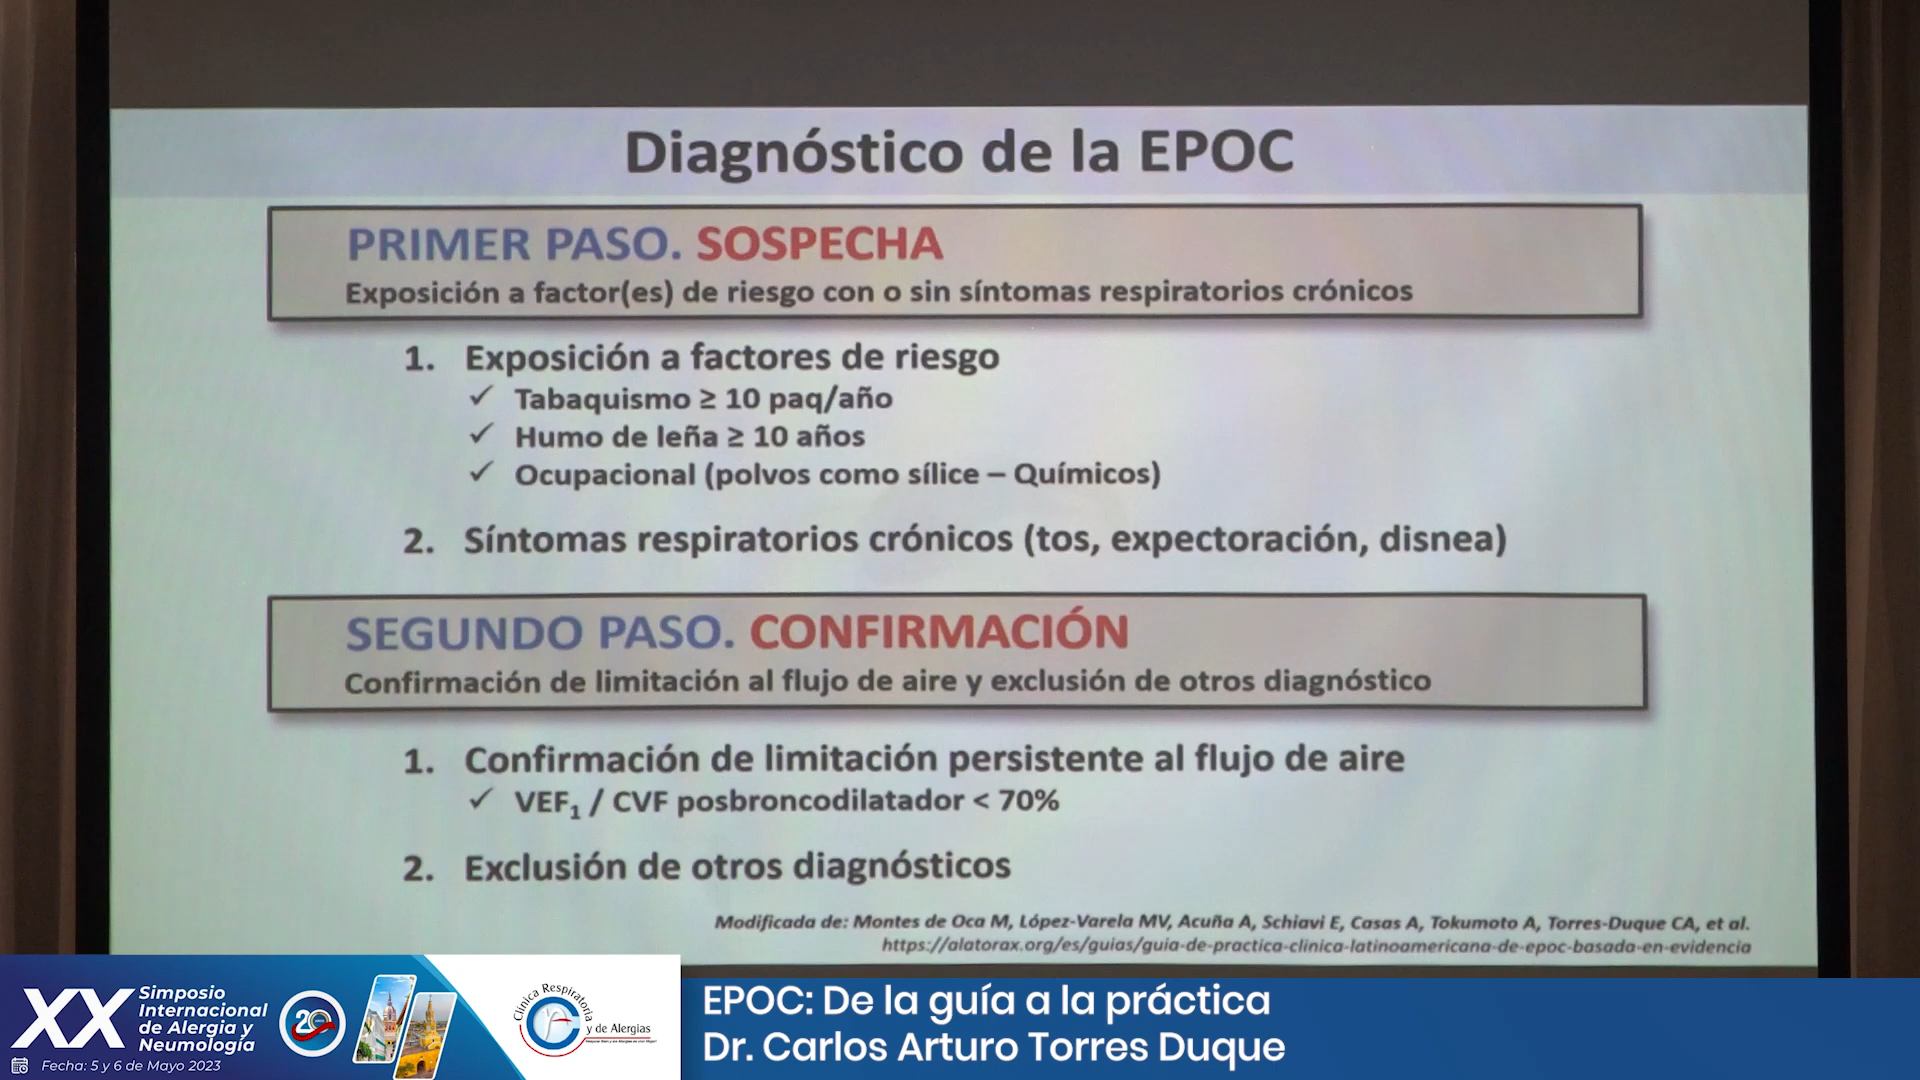 Diagnóstico de la EPOC
PRIMER PASO. SOSPECHA
Exposición a factor(es) de riesgo con o sin síntomas respiratorios crónicos
1. Exposición a factores de riesgo
✓ Tabaquismo ≥ 10 paq/año
✓ Humo de leña ≥ 10 años
✓ Ocupacional (polvos como sílice – Químicos)
2. Síntomas respiratorios crónicos (tos, expectoración, disnea)
SEGUNDO PASO. CONFIRMACIÓN
Confirmación de limitación al flujo de aire y exclusión de otros diagnóstico
1. Confirmación de limitación persistente al flujo de aire
✓ VEF₁ / CVF posbroncodilatador < 70%
2. Exclusión de otros diagnósticos
Modificada de: Montes de Oca M, López-Varela MV, Acuña A, Schiavi E, Casas A, Tokumoto A, Torres-Duque CA, et al.
https://alatorax.org/es/guias/guia-de-practica-clinica-latinoamericana-de-epoc-basada-en-evidencia
XX Simposio
Internacional
de Alergia y
Neumología
Fecha: 5 y 6 de Mayo 2023
20
Clínica Respiratoria
y de Alergias
EPOC: De la guía a la práctica
Dr. Carlos Arturo Torres Duque